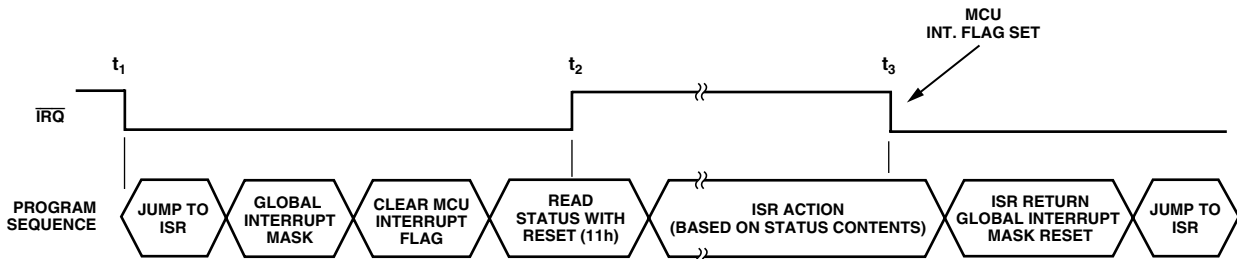 MCU
INT. FLAG SET
t₁
t₂
t₃
IRQ
PROGRAM
SEQUENCE
JUMP TO
ISR
GLOBAL
INTERRUPT
MASK
CLEAR MCU
INTERRUPT
FLAG
READ
STATUS WITH
RESET (11h)
ISR ACTION
(BASED ON STATUS CONTENTS)
ISR RETURN
GLOBAL INTERRUPT
MASK RESET
JUMP TO
ISR